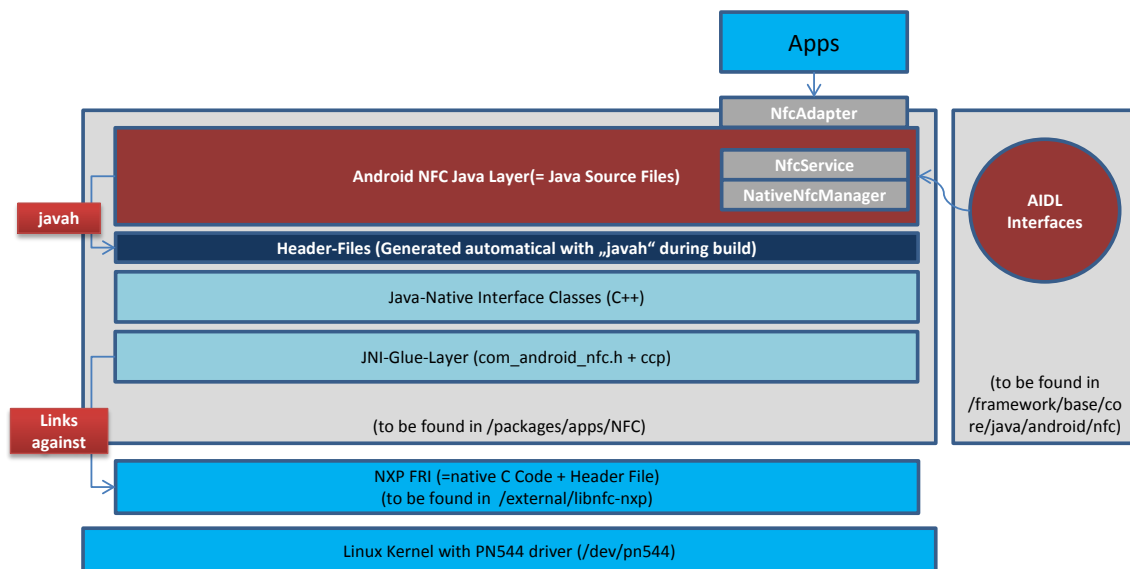 Apps
NfcAdapter
Android NFC Java Layer(= Java Source Files)
NfcService
NativeNfcManager
AIDL
Interfaces
javah
Header-Files (Generated automatical with „javah“ during build)
Java-Native Interface Classes (C++)
JNI-Glue-Layer (com_android_nfc.h + ccp)
(to be found in
/framework/base/co
re/java/android/nfc)
Links
against
(to be found in /packages/apps/NFC)
NXP FRI (=native C Code + Header File)
(to be found in /external/libnfc-nxp)
Linux Kernel with PN544 driver (/dev/pn544)